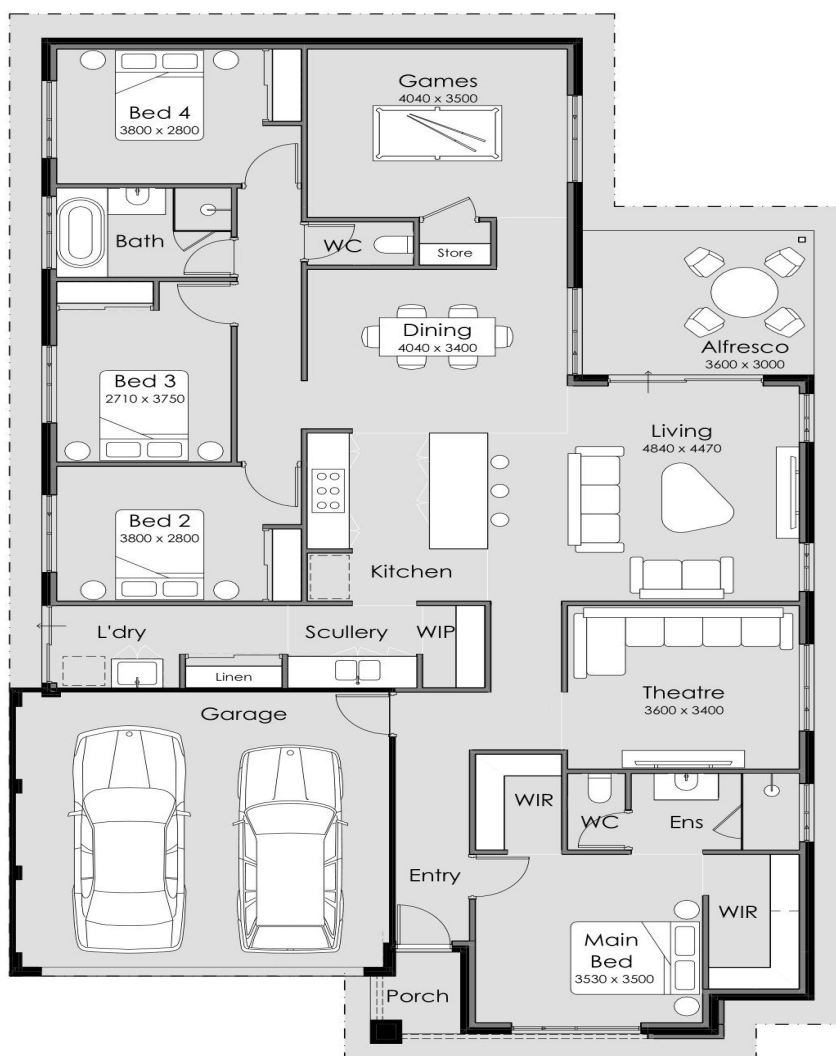 Games
4040 x 3500
Bed 4
3800 x 2800
Bath
WC
Store
Dining
4040 x 3400
Alfresco
3600 x 3000
Bed 3
2710 x 3750
Living
4840 x 4470
Bed 2
3800 x 2800
Kitchen
L'dry
Scullery
WIP
Linen
Theatre
3600 x 3400
Garage
WIR
WC
Ens
Entry
WIR
Main
Bed
3530 x 3500
Porch